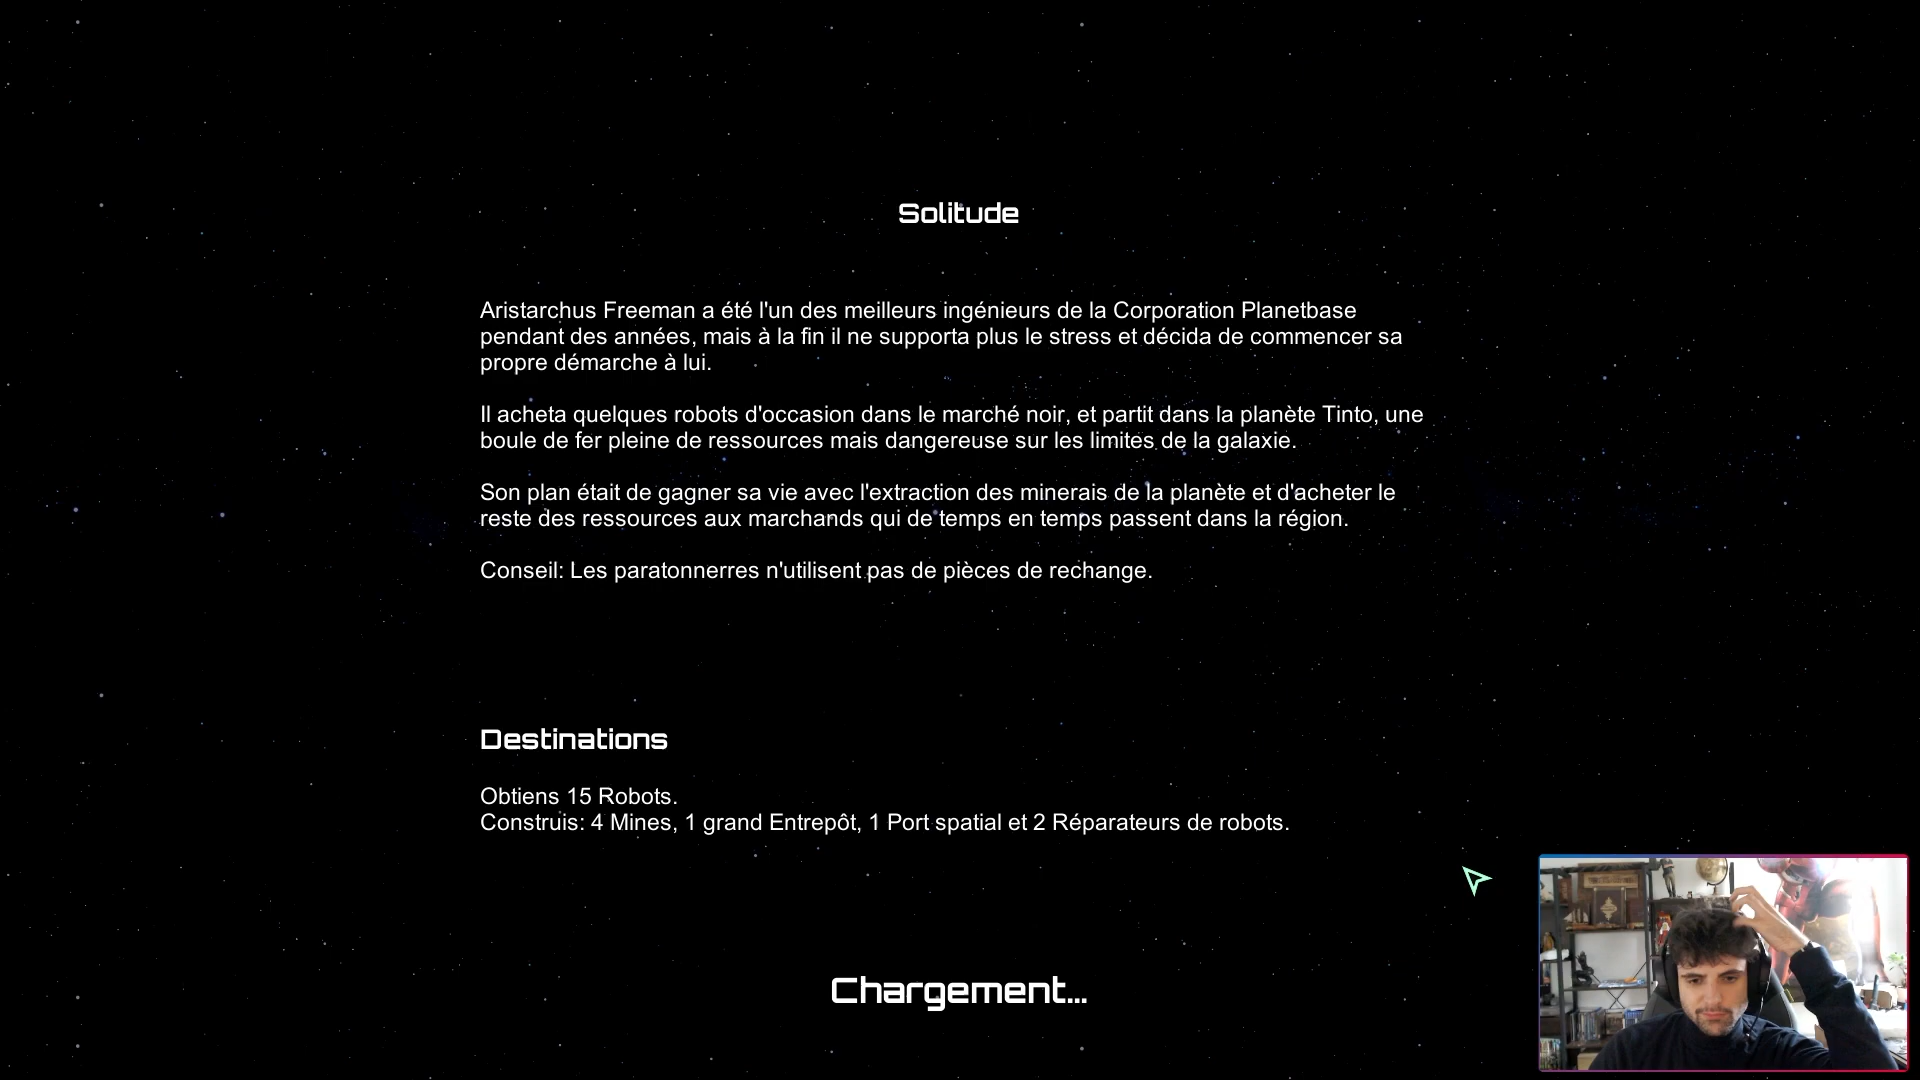 Solitude
Aristarchus Freeman a été l'un des meilleurs ingénieurs de la Corporation Planetbase
pendant des années, mais à la fin il ne supporta plus le stress et décida de commencer sa
propre démarche à lui.
Il acheta quelques robots d'occasion dans le marché noir, et partit dans la planète Tinto, une
boule de fer pleine de ressources mais dangereuse sur les limites de la galaxie.
Son plan était de gagner sa vie avec l'extraction des minerais de la planète et d'acheter le
reste des ressources aux marchands qui de temps en temps passent dans la région.
Conseil: Les paratonnerres n'utilisent pas de pièces de rechange.
Destinations
Obtiens 15 Robots.
Construis: 4 Mines, 1 grand Entrepôt, 1 Port spatial et 2 Réparateurs de robots.
Chargement...